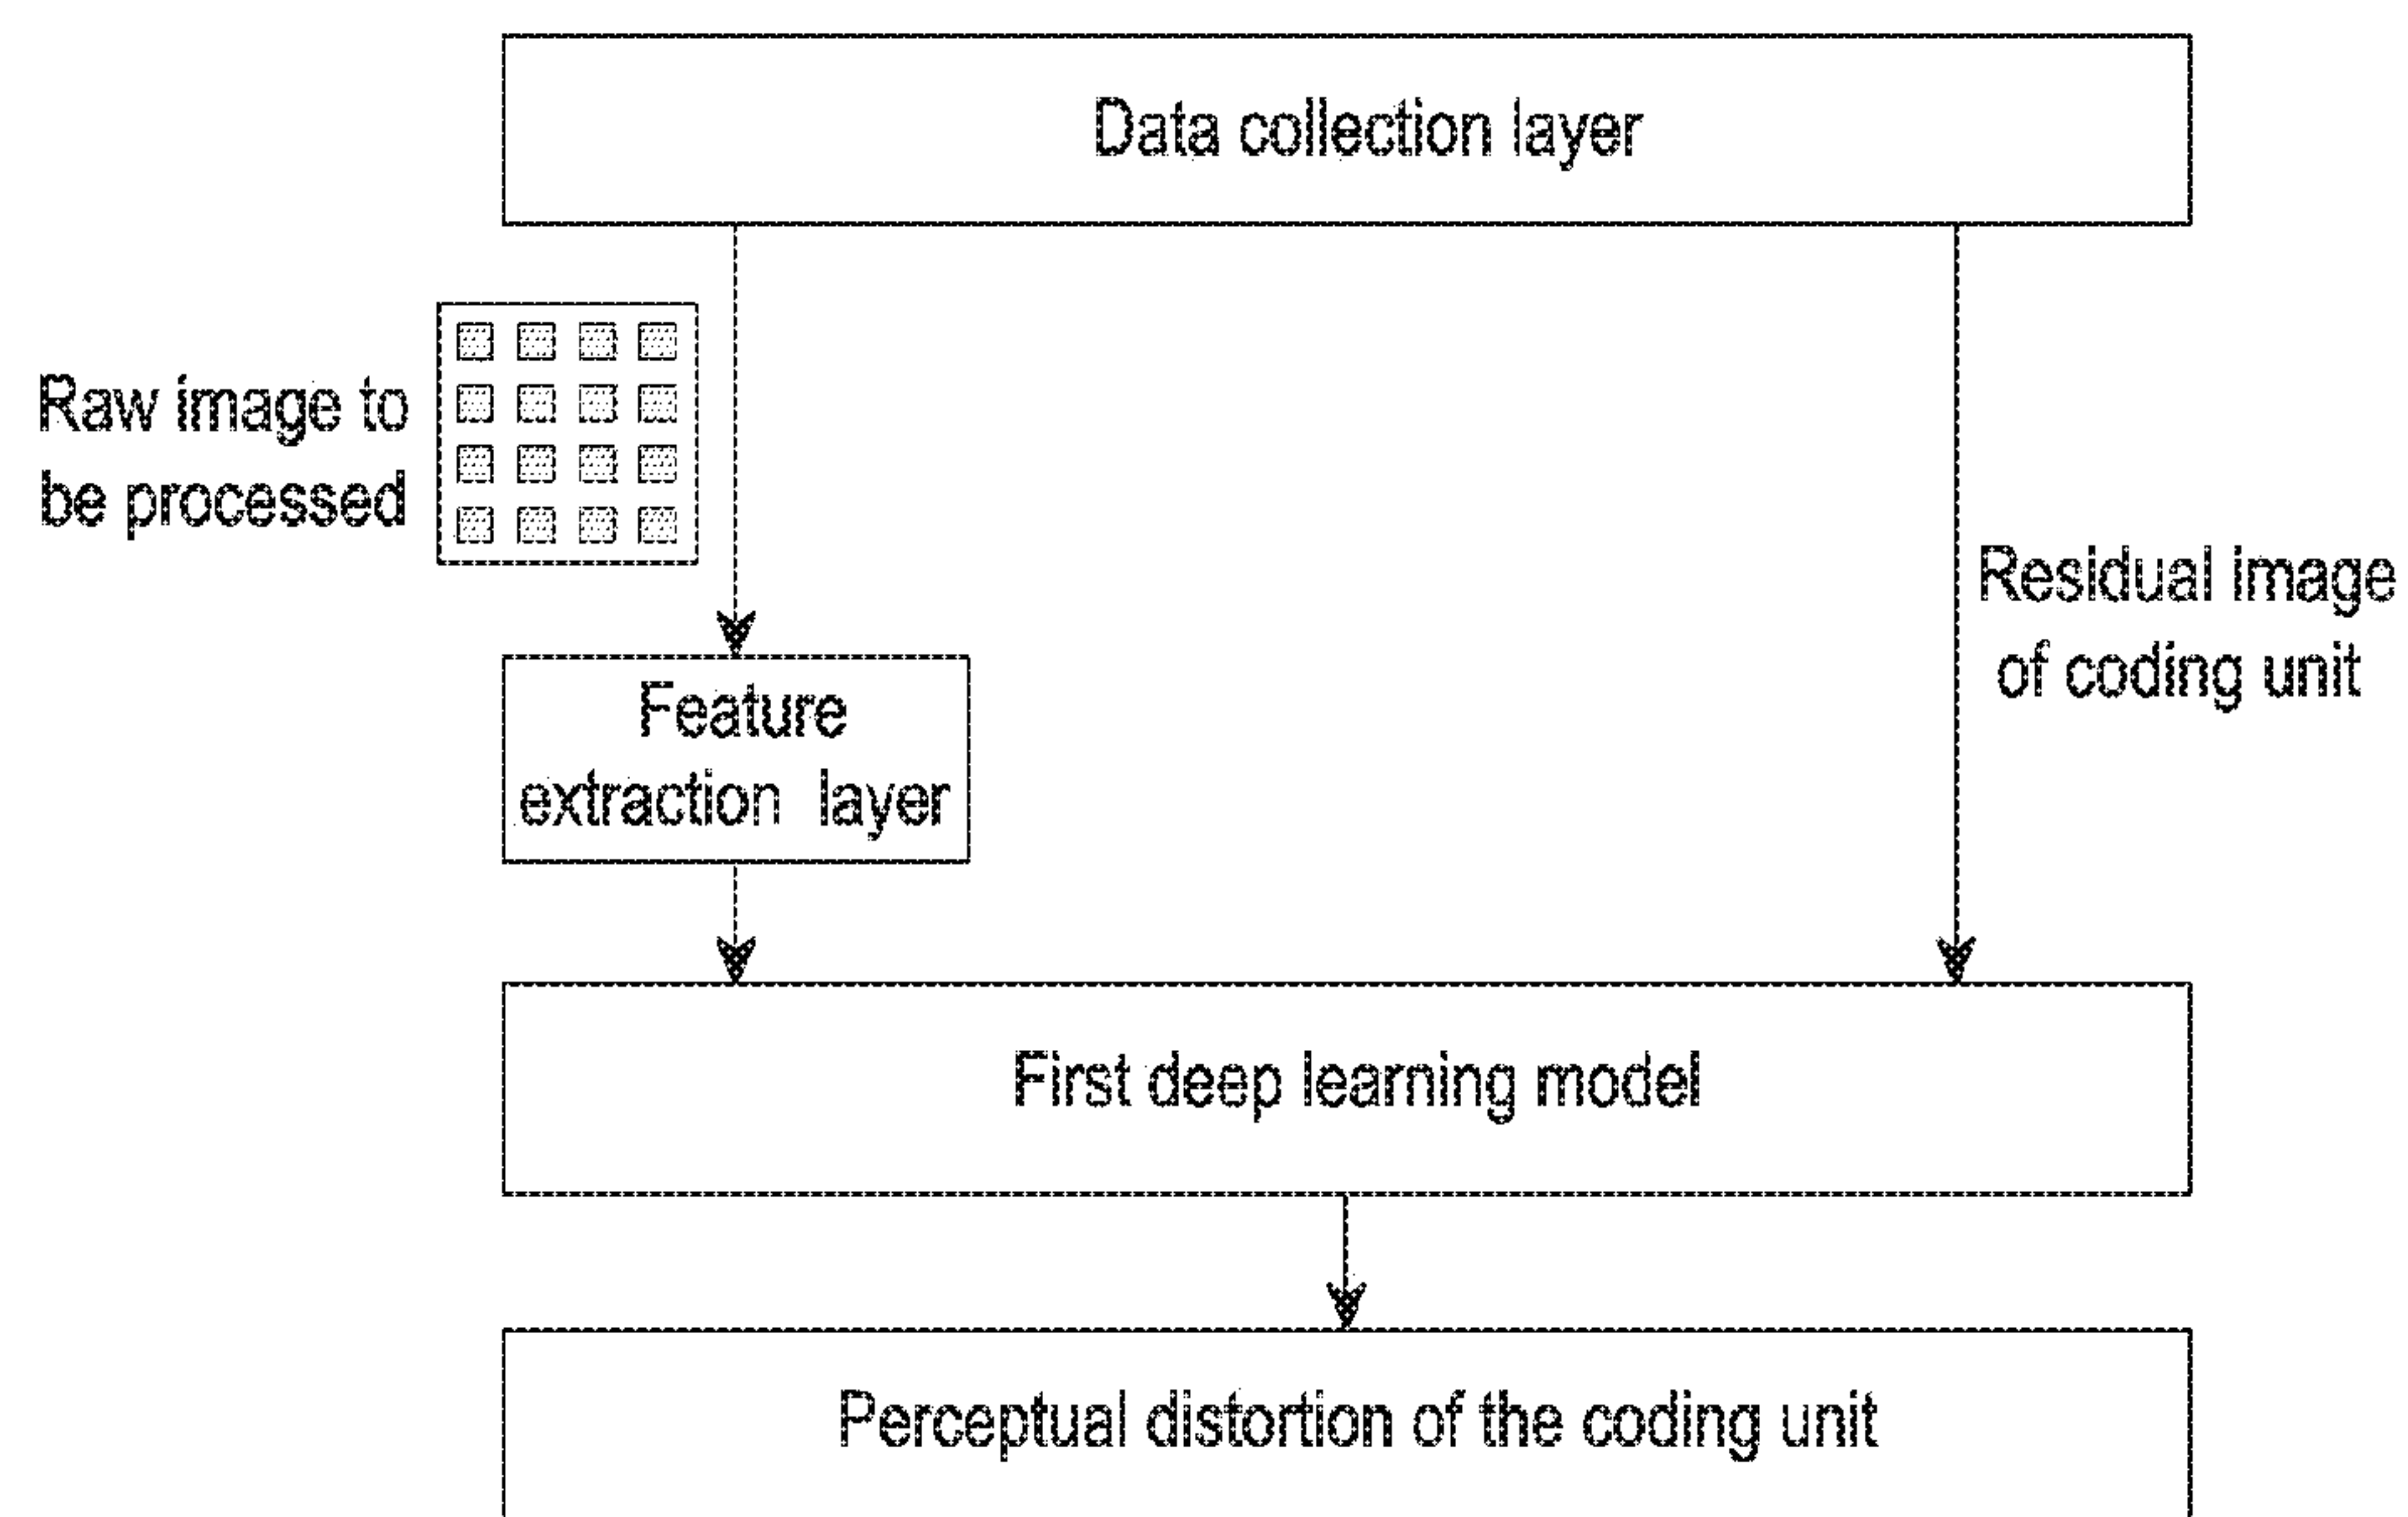 Data collection layer
Raw image to
be processed
Residual image
of coding unit
Feature
extraction layer
First deep learning model
Perceptual distortion of the coding unit